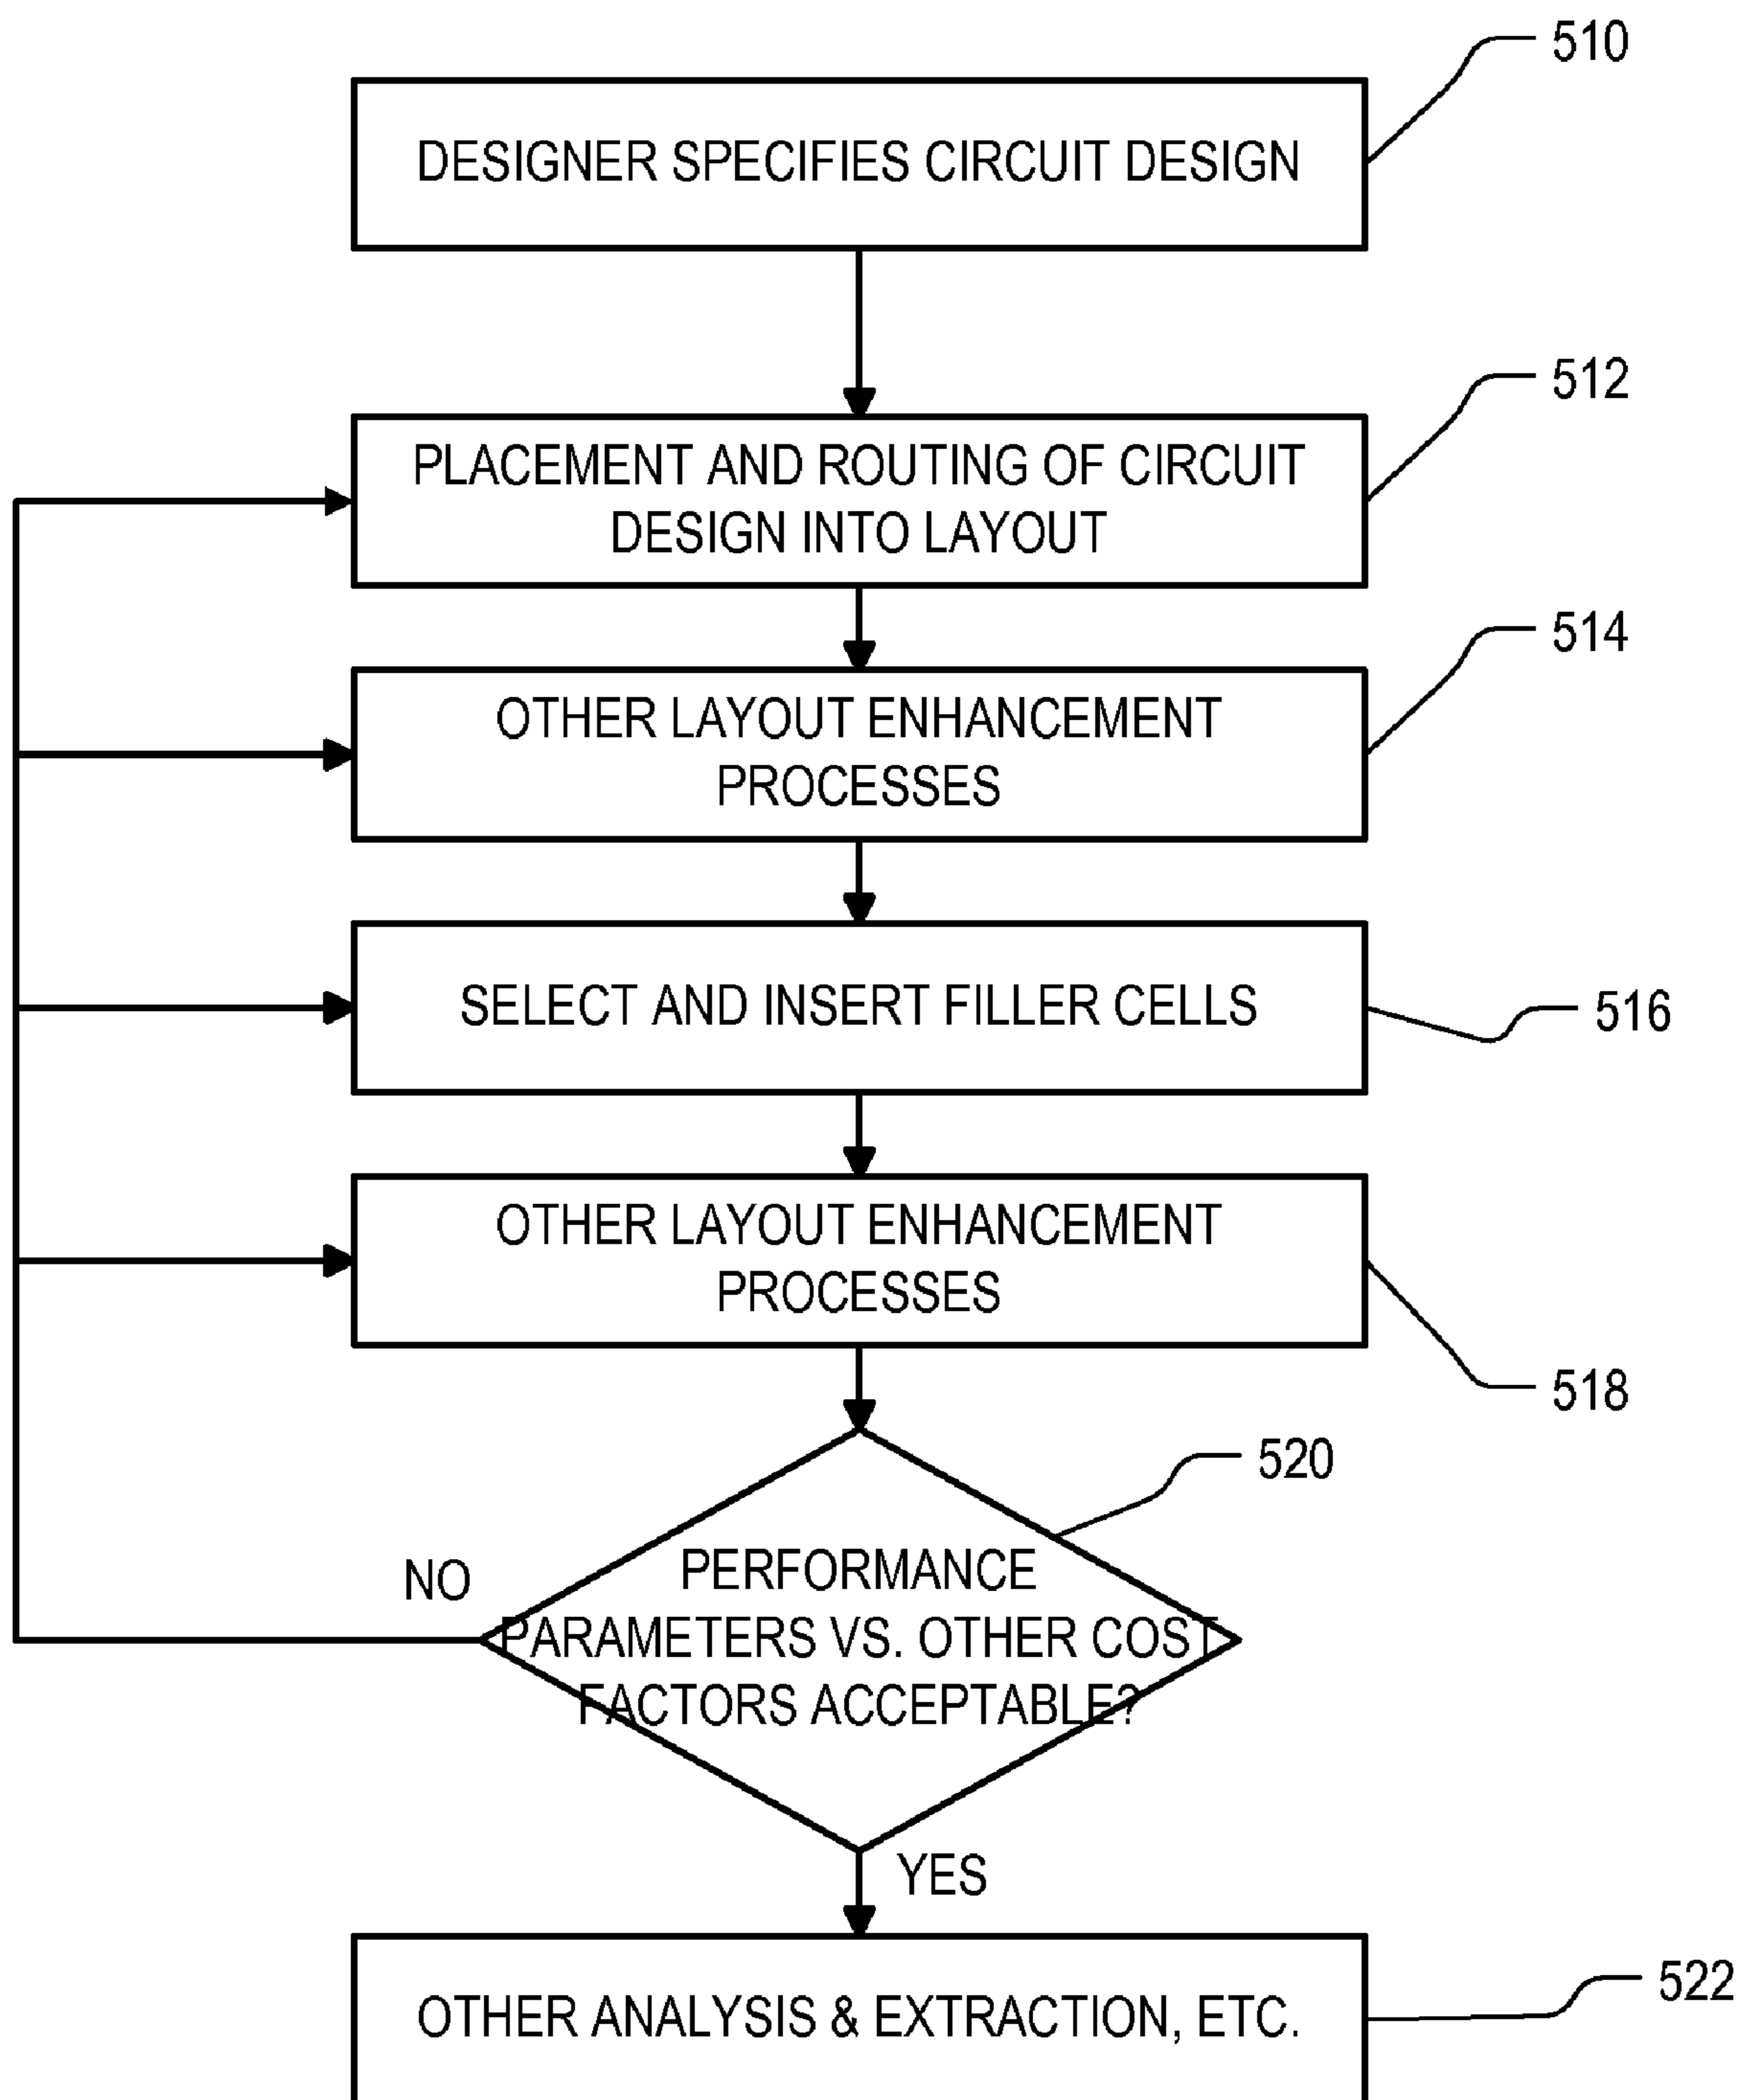 510
DESIGNER SPECIFIES CIRCUIT DESIGN
512
PLACEMENT AND ROUTING OF CIRCUIT
DESIGN INTO LAYOUT
514
OTHER LAYOUT ENHANCEMENT
PROCESSES
SELECT AND INSERT FILLER CELLS
516
OTHER LAYOUT ENHANCEMENT
PROCESSES
518
520
NO
PERFORMANCE
PARAMETERS VS. OTHER COST
FACTORS ACCEPTABLE?
YES
522
OTHER ANALYSIS & EXTRACTION, ETC.